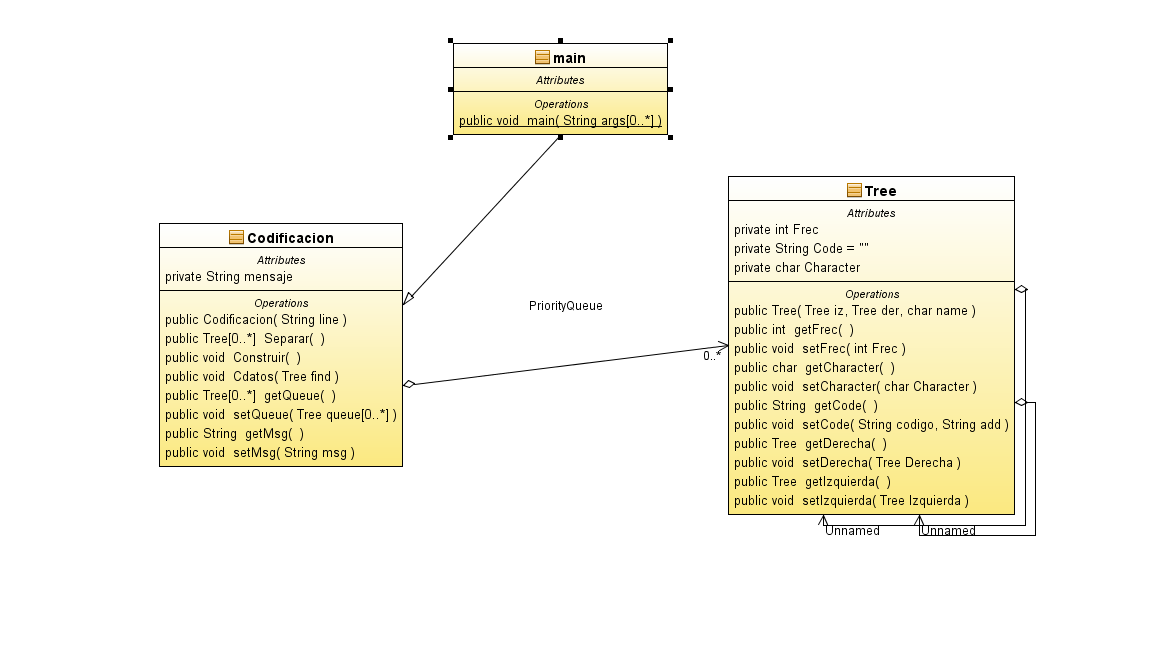 main
Attributes
Operations
public void main( String args[0..*] )
Codificacion
Attributes
private String mensaje
Operations
public Codificacion( String line )
public Tree[0..*] Separar( )
public void Construir( )
public void Cdatos( Tree find )
public Tree[0..*] getQueue( )
public void setQueue( Tree queue[0..*] )
public String getMsg( )
public void setMsg( String msg )
PriorityQueue
0..*
Tree
Attributes
private int Frec
private String Code = ""
private char Character
Operations
public Tree( Tree iz, Tree der, char name )
public int getFrec( )
public void setFrec( int Frec )
public char getCharacter( )
public void setCharacter( char Character )
public String getCode( )
public void setCode( String codigo, String add )
public Tree getDerecha( )
public void setDerecha( Tree Derecha )
public Tree getIzquierda( )
public void setIzquierda( Tree Izquierda )
Unnamed
Unnamed